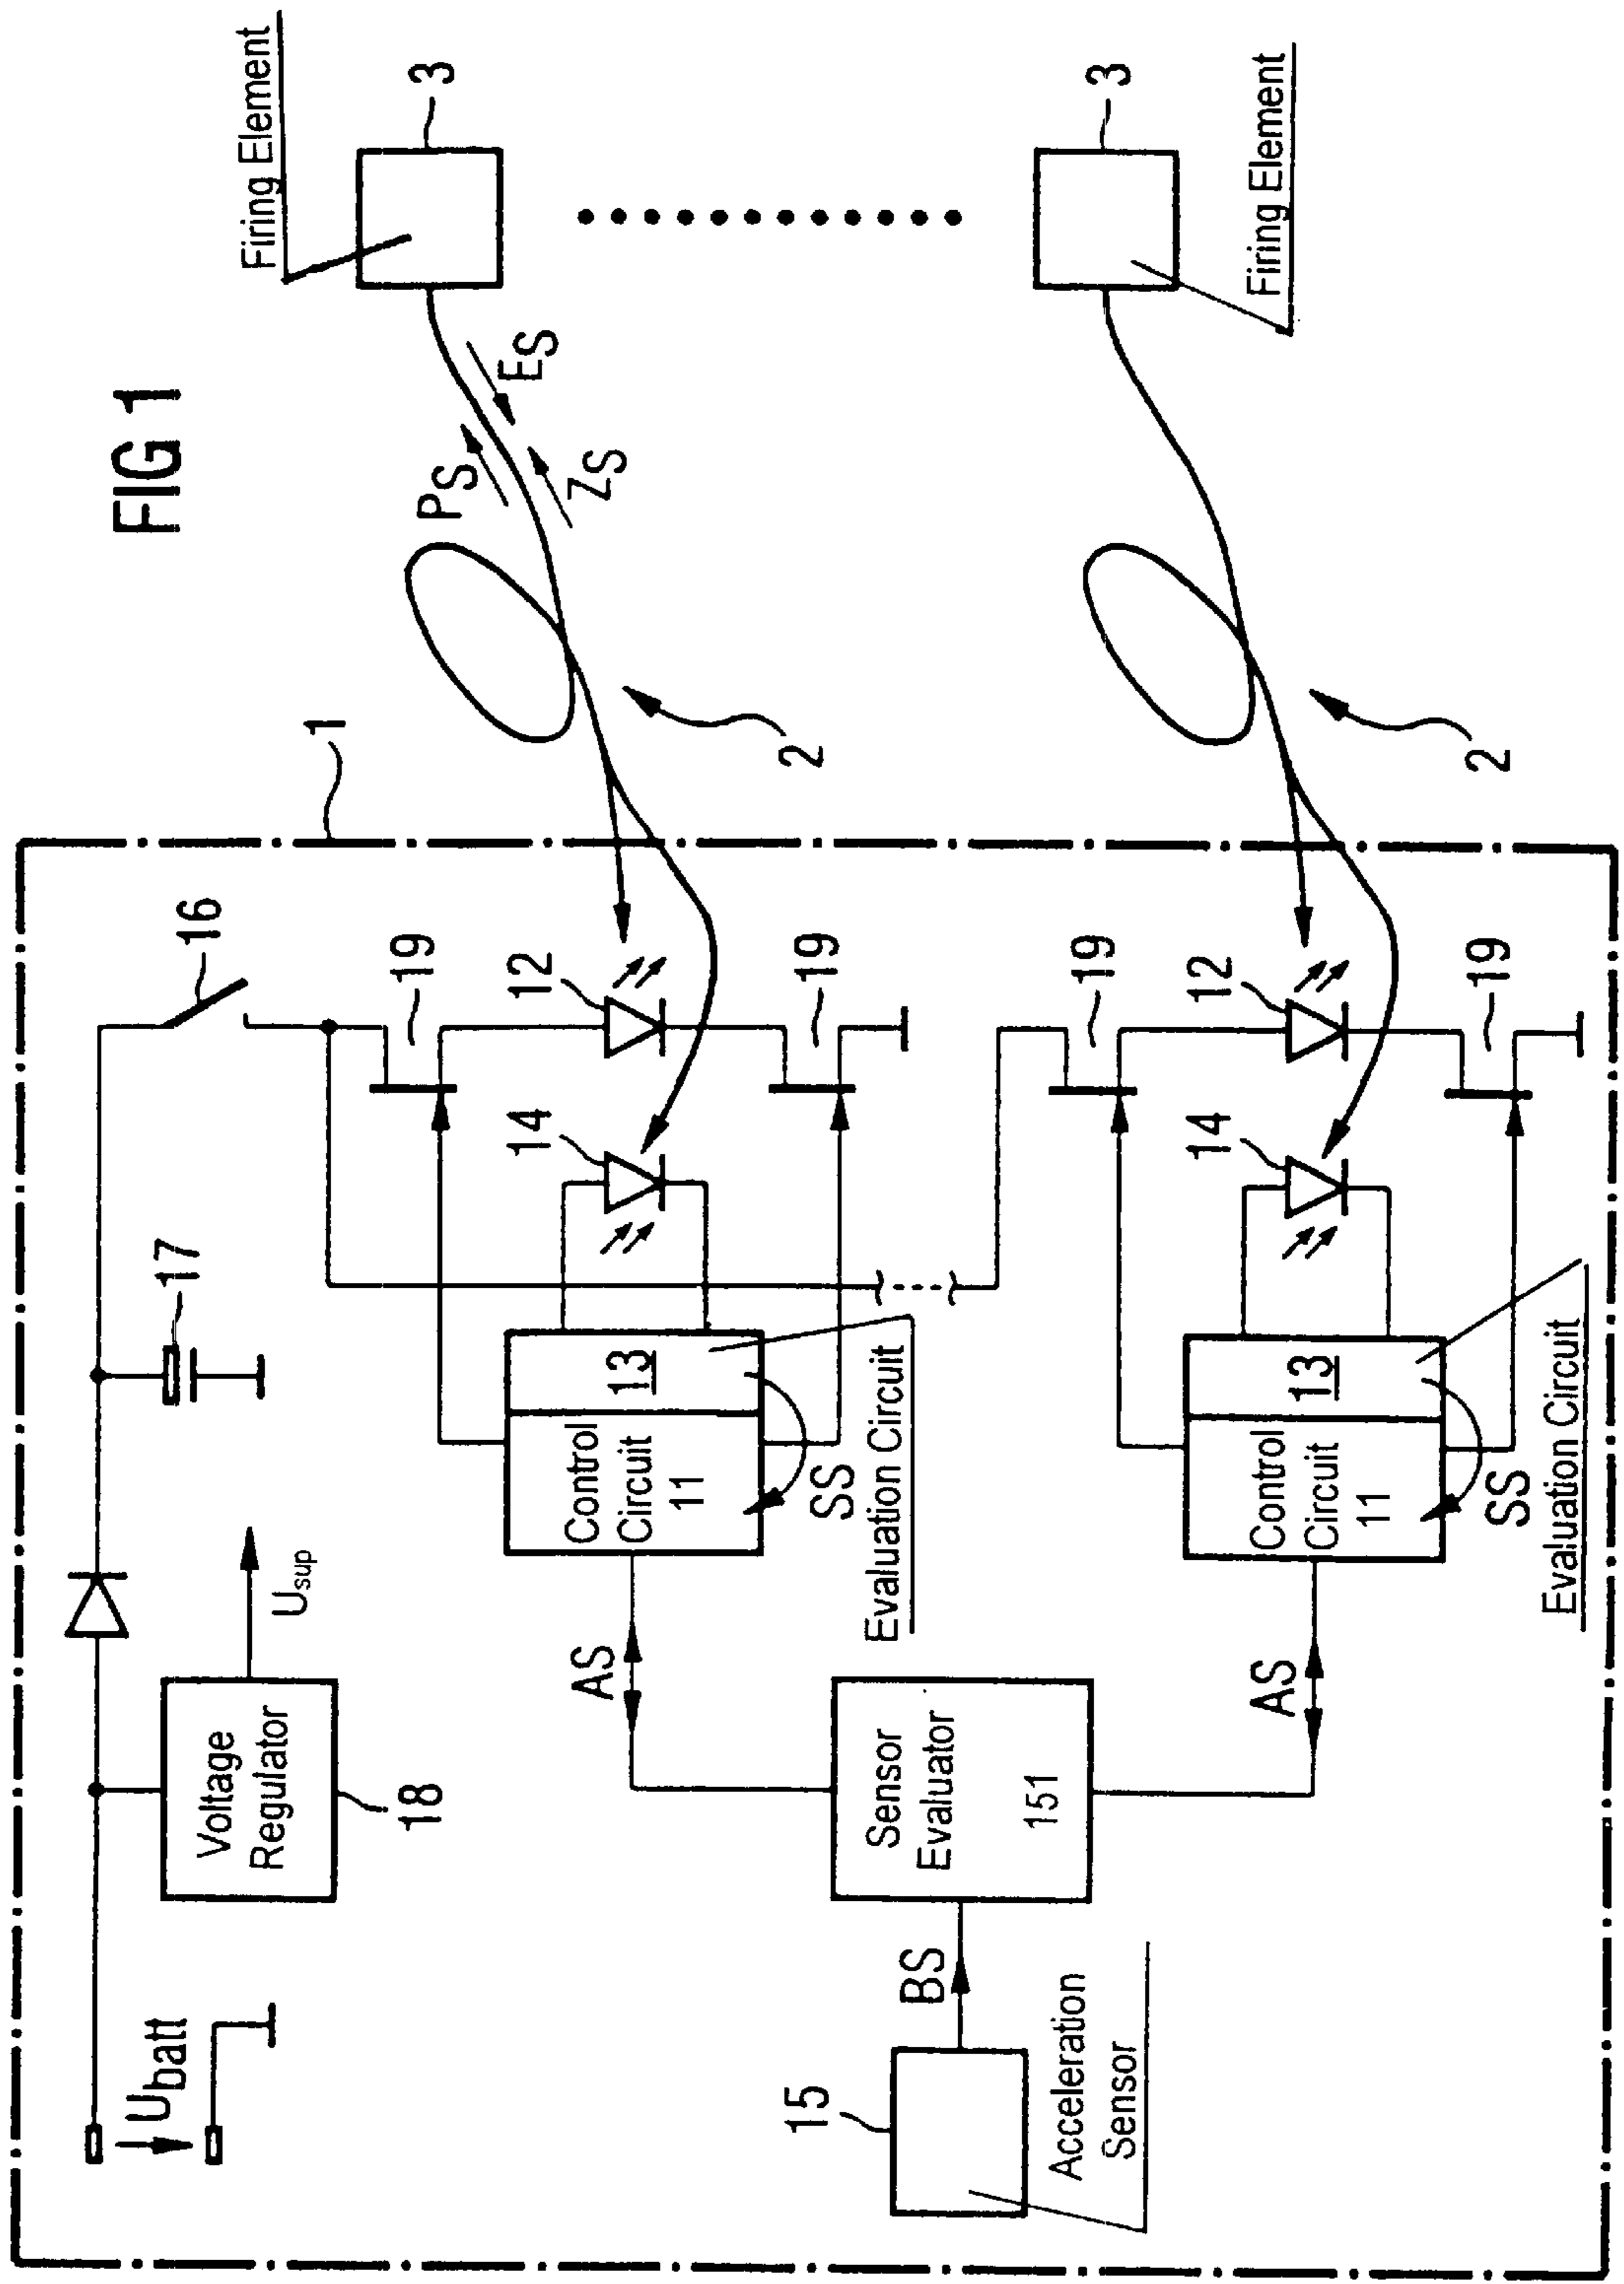 FIG 1
1
Ubatt
Voltage
Regulator
18
Usup
17
16
19
12
19
14
13
Control
Circuit
11
SS
Evaluation Circuit
AS
PS
ES
ZS
2
3
Firing Element
15
Acceleration
Sensor
BS
Sensor
Evaluator
151
AS
19
12
19
14
13
Control
Circuit
11
SS
Evaluation Circuit
2
3
Firing Element